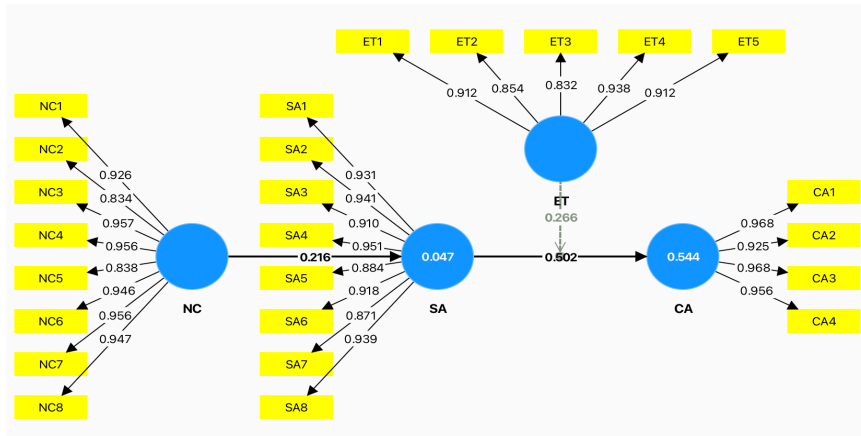 ET1 ET2 ET3 ET4 ET5
0.912 0.854 0.832 0.938 0.912
ET
0.266
NC1
NC2
NC3
NC4
NC5
NC6
NC7
NC8
0.926
0.834
0.957
0.956
0.838
0.946
0.956
0.947
NC
0.216
SA1
SA2
SA3
SA4
SA5
SA6
SA7
SA8
0.931
0.941
0.910
0.951
0.884
0.918
0.871
0.939
0.047
SA
0.502
0.544
CA
0.968
0.925
0.968
0.956
CA1
CA2
CA3
CA4